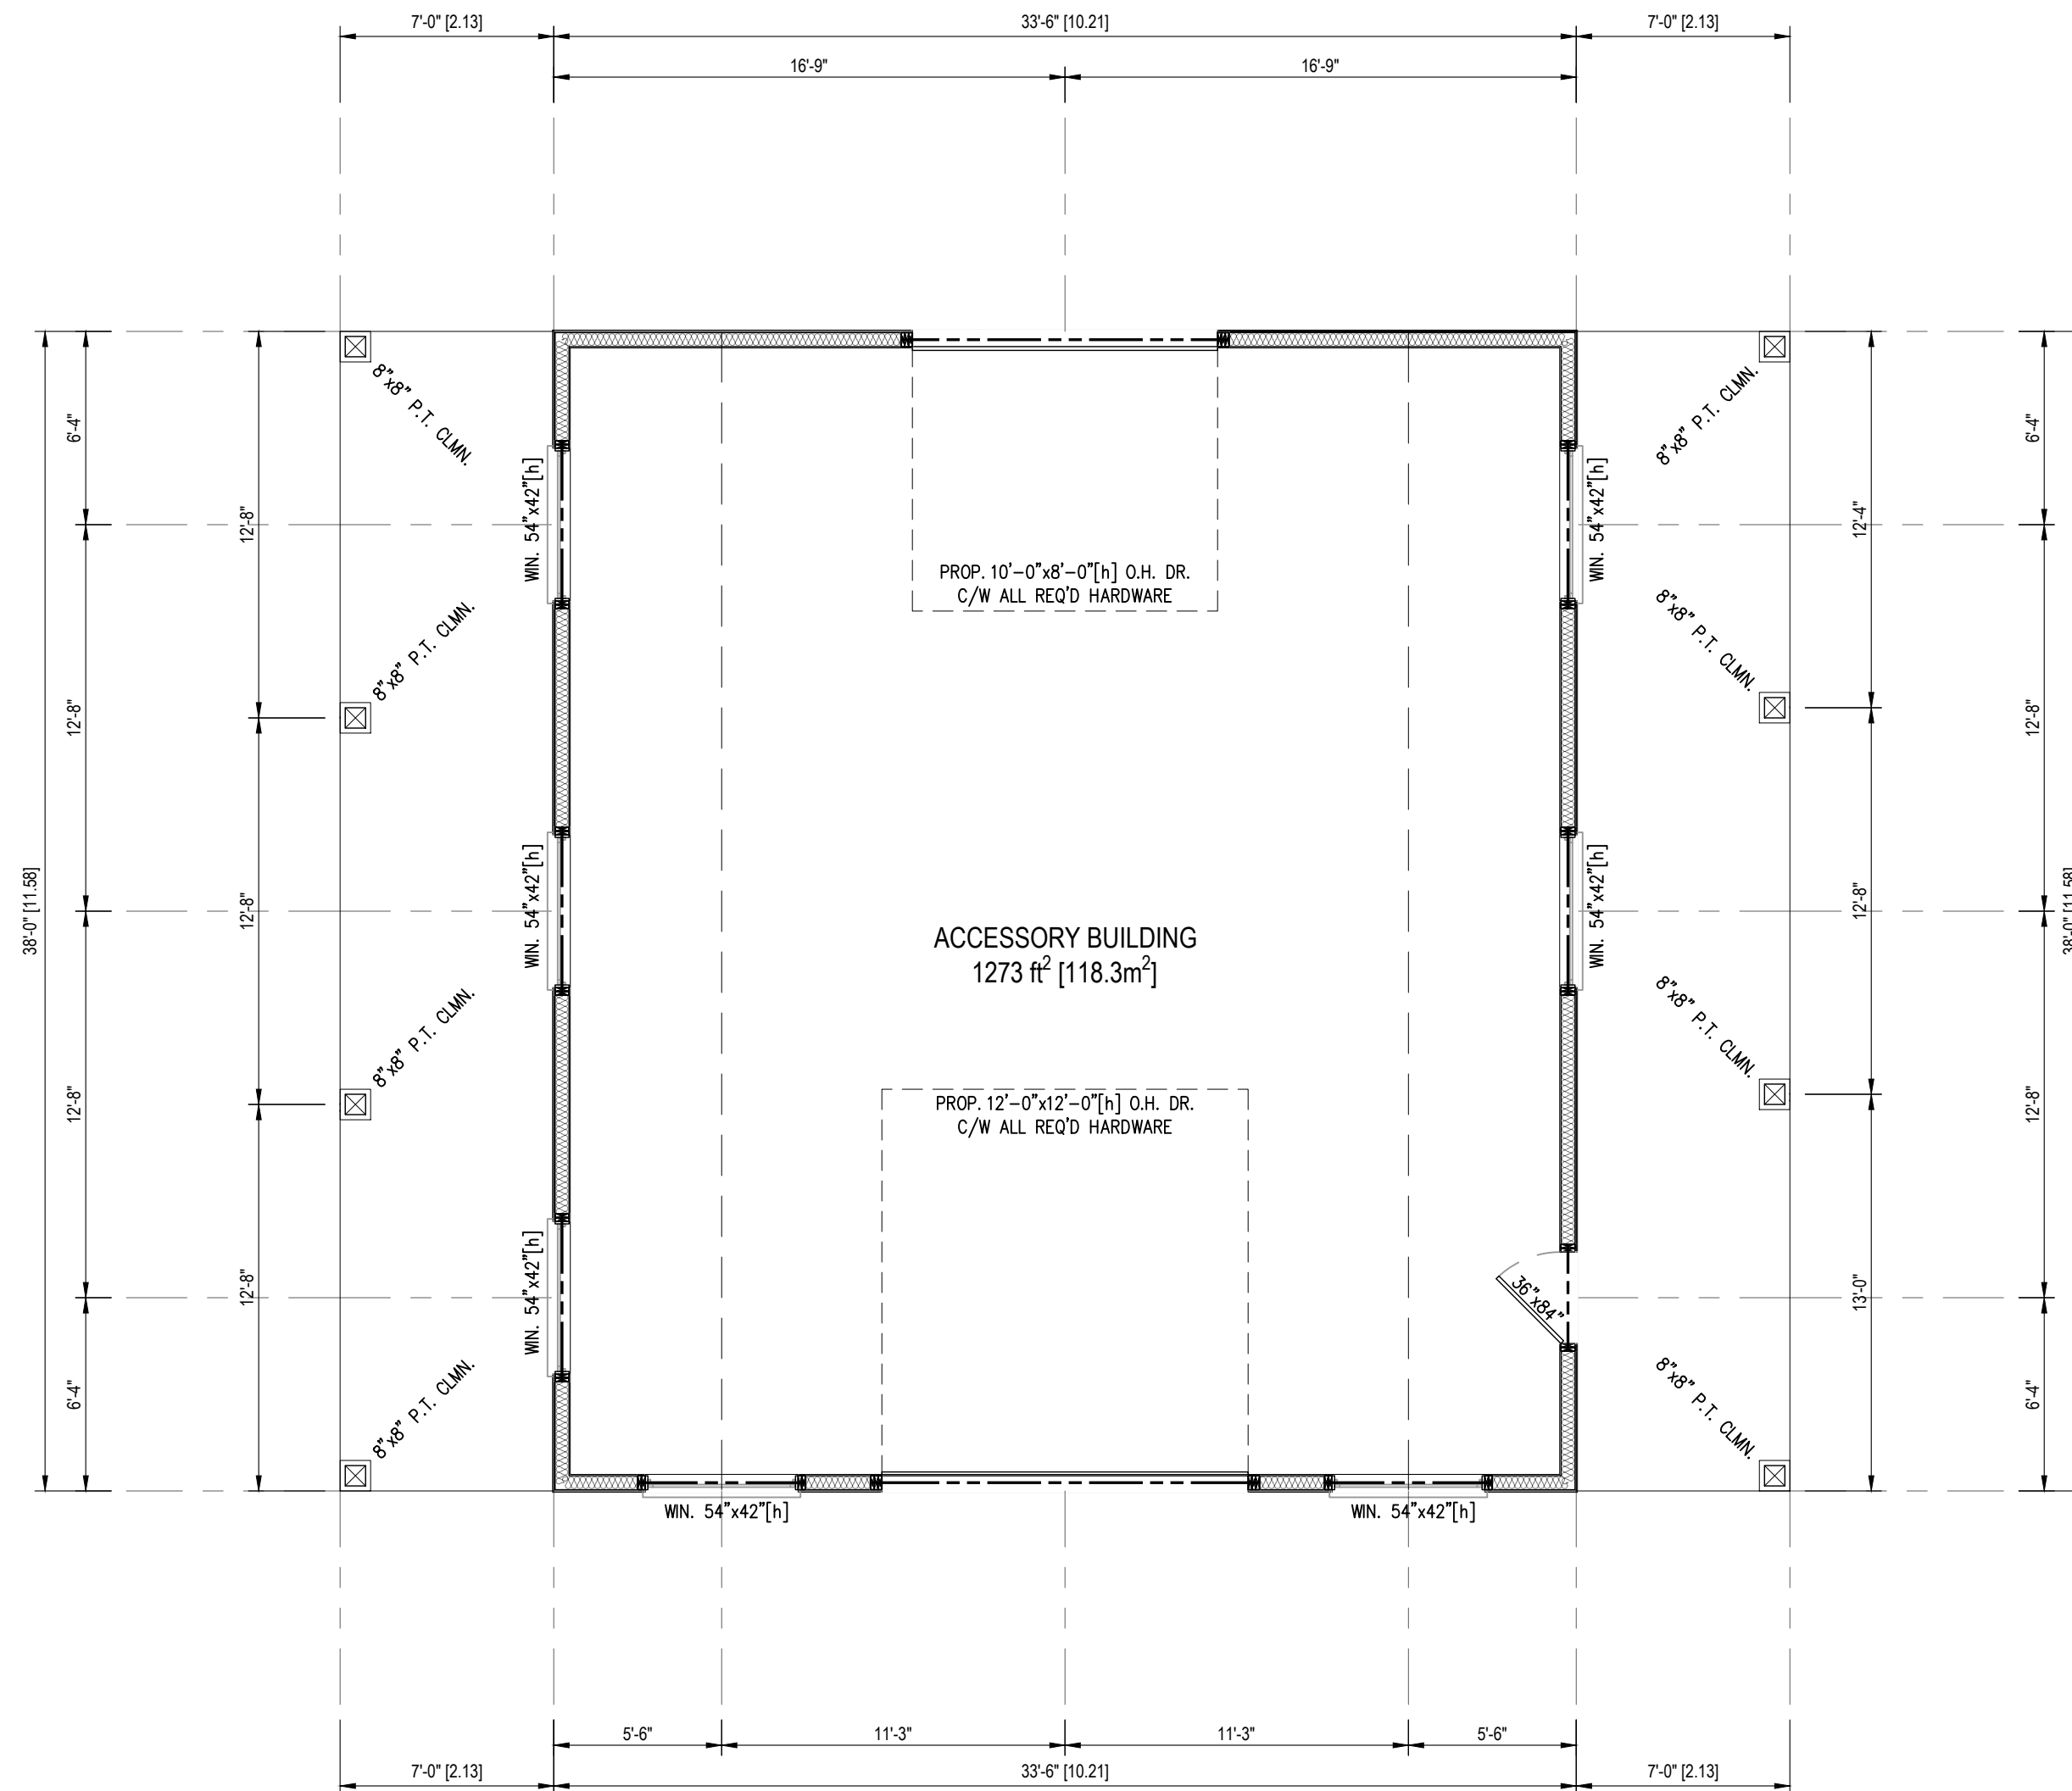 7'-0" [2.13]
33'-6" [10.21]
7'-0" [2.13]
16'-9"
16'-9"
38'-0" [11.58]
6'-4"
12'-8"
12'-8"
6'-4"
12'-8"
12'-8"
12'-8"
8"x8" P.T. CLMN.
8"x8" P.T. CLMN.
8"x8" P.T. CLMN.
8"x8" P.T. CLMN.
WIN. 54"x42"[h]
WIN. 54"x42"[h]
WIN. 54"x42"[h]
PROP. 10'-0"x8'-0"[h] O.H. DR.
C/W ALL REQ'D HARDWARE
ACCESSORY BUILDING
1273 ft² [118.3m²]
PROP. 12'-0"x12'-0"[h] O.H. DR.
C/W ALL REQ'D HARDWARE
36"x84"
WIN. 54"x42"[h]
WIN. 54"x42"[h]
WIN. 54"x42"[h]
WIN. 54"x42"[h]
8"x8" P.T. CLMN.
8"x8" P.T. CLMN.
8"x8" P.T. CLMN.
8"x8" P.T. CLMN.
12'-4"
12'-8"
13'-0"
6'-4"
12'-8"
12'-8"
6'-4"
38'-0" [11.58]
5'-6"
11'-3"
11'-3"
5'-6"
7'-0" [2.13]
33'-6" [10.21]
7'-0" [2.13]